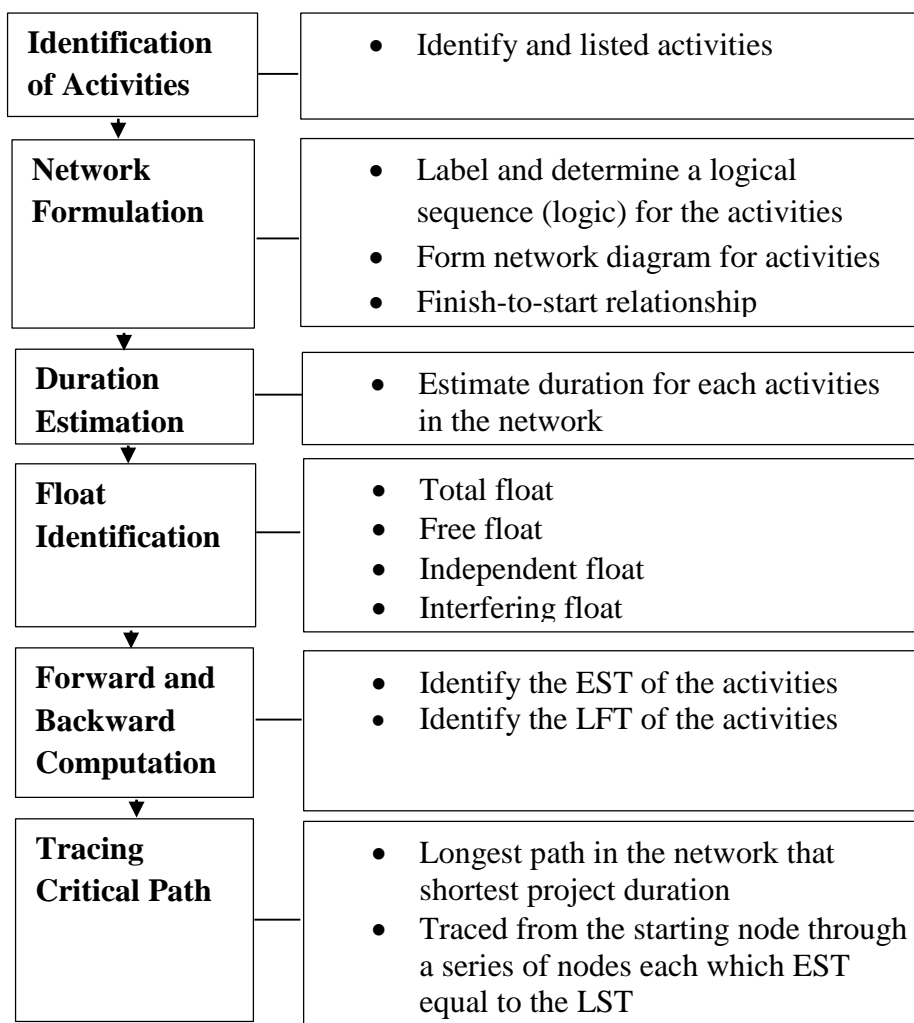 Identification
of Activities
• Identify and listed activities
Network
Formulation
• Label and determine a logical
sequence (logic) for the activities
• Form network diagram for activities
• Finish-to-start relationship
Duration
Estimation
• Estimate duration for each activities
in the network
Float
Identification
• Total float
• Free float
• Independent float
• Interfering float
Forward and
Backward
Computation
• Identify the EST of the activities
• Identify the LFT of the activities
Tracing
Critical Path
• Longest path in the network that
shortest project duration
• Traced from the starting node through
a series of nodes each which EST
equal to the LST